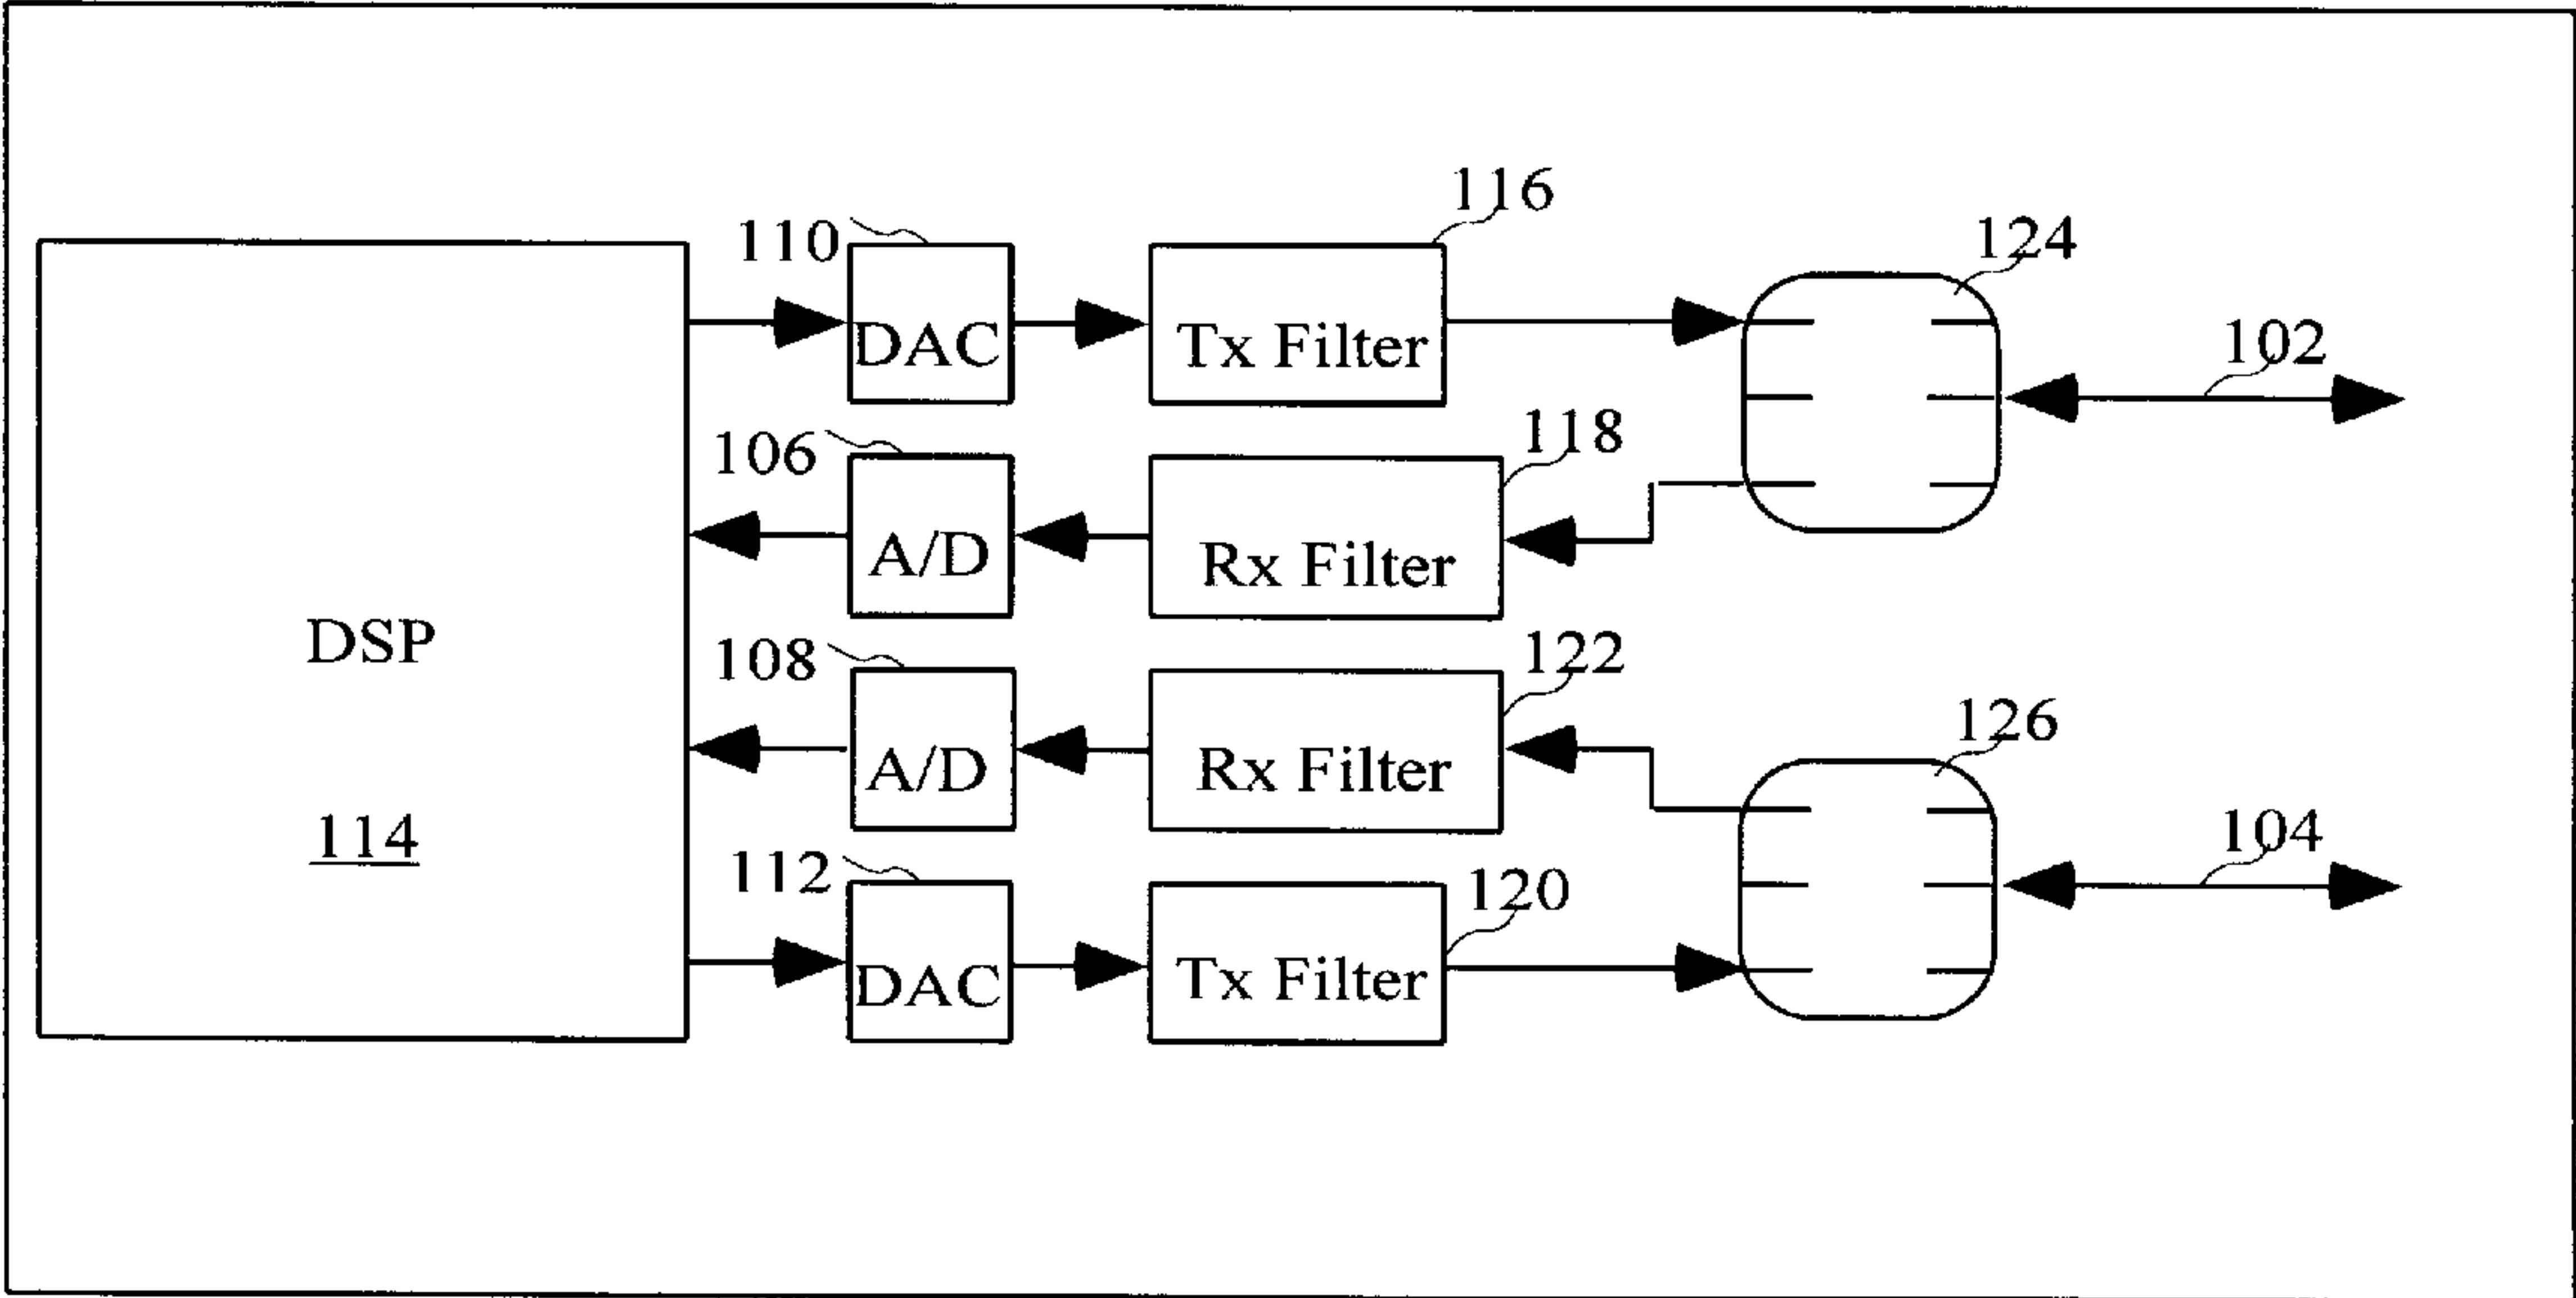 116
110
124
DAC
Tx Filter
102
106
118
A/D
Rx Filter
DSP
108
122
126
A/D
Rx Filter
114
104
112
120
DAC
Tx Filter